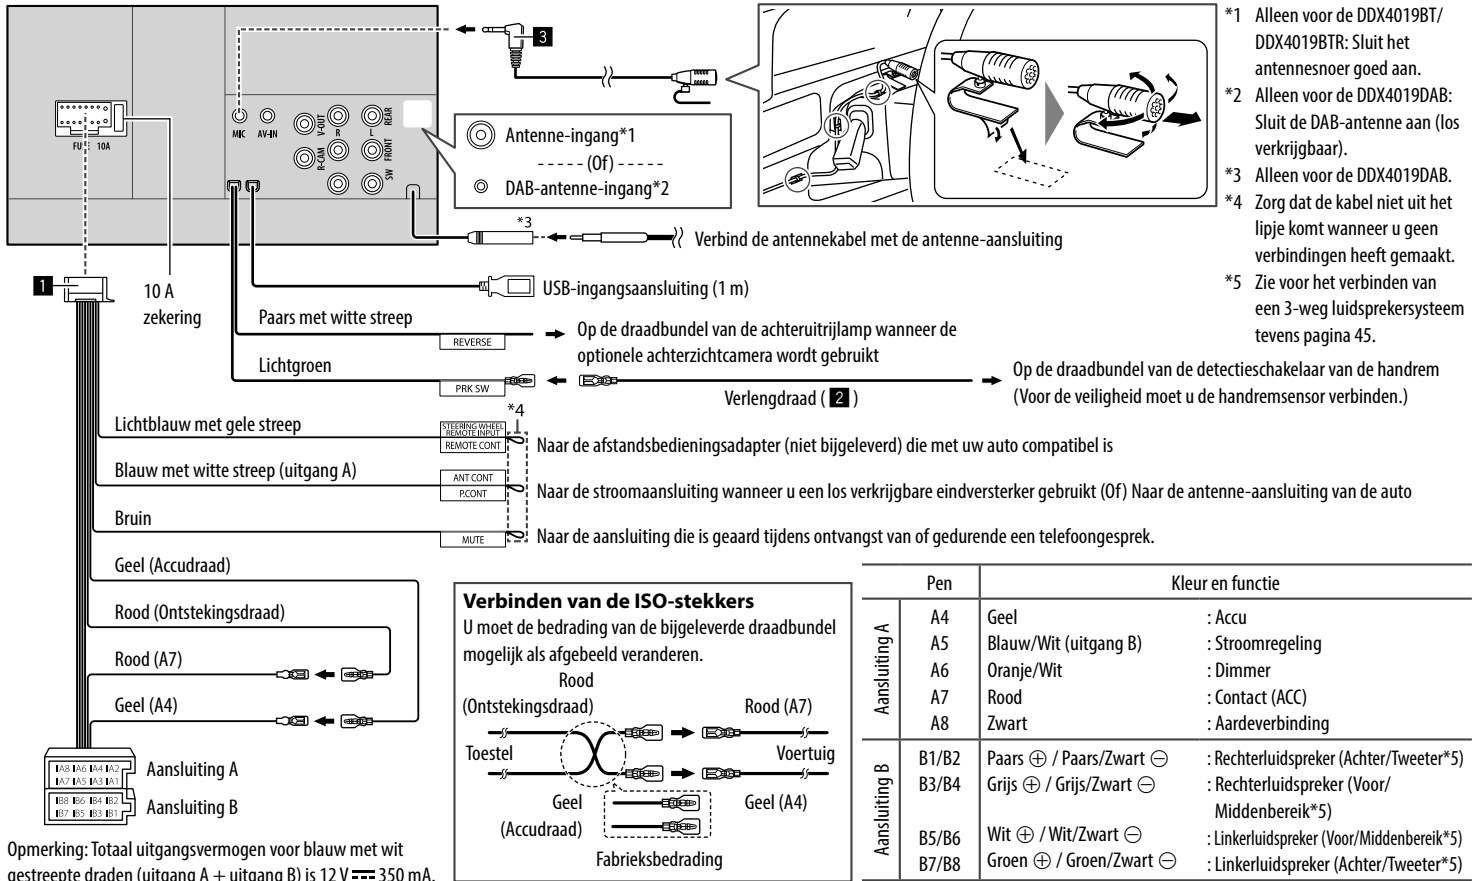 FUSE 10A
MIC
AV-IN
V-OUT
R-CAM
R
L
REAR
FRONT
SW
3
Antenne-ingang*1
(Of)
DAB-antenne-ingang*2
*1 Alleen voor de DDX4019BT/
DDX4019BTR: Sluit het
antennesnoer goed aan.
*2 Alleen voor de DDX4019DAB:
Sluit de DAB-antenne aan (los
verkrijgbaar).
*3 Alleen voor de DDX4019DAB.
*4 Zorg dat de kabel niet uit het
lipje komt wanneer u geen
verbindingen heeft gemaakt.
*5 Zie voor het verbinden van
een 3-weg luidsprekersysteem
tevens pagina 45.
*3
Verbind de antennekabel met de antenne-aansluiting
1
10 A
zekering
USB-ingangsaansluiting (1 m)
Paars met witte streep
REVERSE
Op de draadbundel van de achteruitrijlamp wanneer de
optionele achterzichtcamera wordt gebruikt
Lichtgroen
PRK SW
Verlengdraad ( 2 )
Op de draadbundel van de detectieschakelaar van de handrem
(Voor de veiligheid moet u de handremsensor verbinden.)
*4
Lichtblauw met gele streep
STEERING WHEEL
REMOTE INPUT
REMOTE CONT
Naar de afstandsbedieningsadapter (niet bijgeleverd) die met uw auto compatibel is
Blauw met witte streep (uitgang A)
ANT CONT
P.CONT
Naar de stroomaansluiting wanneer u een los verkrijgbare eindversterker gebruikt (Of) Naar de antenne-aansluiting van de auto
Bruin
MUTE
Naar de aansluiting die is geaard tijdens ontvangst van of gedurende een telefoongesprek.
Geel (Accudraad)
Rood (Ontstekingsdraad)
Rood (A7)
Geel (A4)
A8 A6 A4 A2
A7 A5 A3 A1
Aansluiting A
B8 B6 B4 B2
B7 B5 B3 B1
Aansluiting B
Opmerking: Totaal uitgangsvermogen voor blauw met wit
gestreepte draden (uitgang A + uitgang B) is 12 V ⎓ 350 mA.
Verbinden van de ISO-stekkers
U moet de bedrading van de bijgeleverde draadbundel
mogelijk als afgebeeld veranderen.
Rood
(Ontstekingsdraad)
Rood (A7)
Toestel
Voertuig
Geel
(Accudraad)
Geel (A4)
Fabrieksbedrading
Pen Kleur en functie
Aansluiting A
A4 Geel : Accu
A5 Blauw/Wit (uitgang B) : Stroomregeling
A6 Oranje/Wit : Dimmer
A7 Rood : Contact (ACC)
A8 Zwart : Aardeverbinding
Aansluiting B
B1/B2 Paars ⊕ / Paars/Zwart ⊖ : Rechterluidspreker (Achter/Tweeter*5)
B3/B4 Grijs ⊕ / Grijs/Zwart ⊖ : Rechterluidspreker (Voor/
Middenbereik*5)
B5/B6 Wit ⊕ / Wit/Zwart ⊖ : Linkerluidspreker (Voor/Middenbereik*5)
B7/B8 Groen ⊕ / Groen/Zwart ⊖ : Linkerluidspreker (Achter/Tweeter*5)